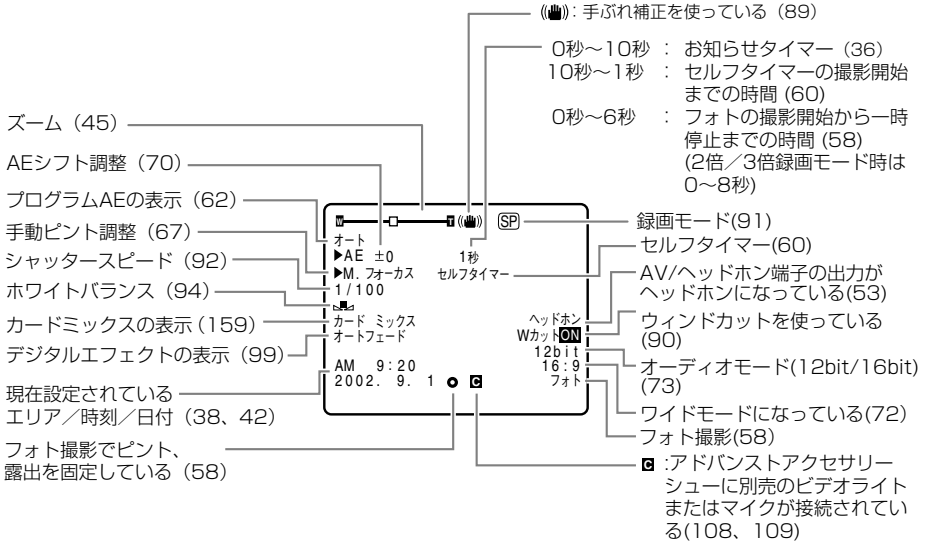 ((🖑)): 手ぶれ補正を使っている（89）
0秒～10秒 ： お知らせタイマー（36）
10秒～1秒 ： セルフタイマーの撮影開始
までの時間 (60)
0秒～6秒 ： フォトの撮影開始から一時
停止までの時間 (58)
(2倍／3倍録画モード時は
0～8秒)
ズーム（45）
AEシフト調整（70）
プログラムAEの表示（62）
手動ピント調整（67）
シャッタースピード（92）
ホワイトバランス（94）
カードミックスの表示（159）
デジタルエフェクトの表示（99）
現在設定されている
エリア／時刻／日付（38、42）
フォト撮影でピント、
露出を固定している（58）
W T SP
オート
▶AE ±0 1秒
▶M. フォーカス セルフタイマー
1/100
カード ミックス ヘッドホン
オートフェード WカットON
12bit
AM 9:20 16:9
2002. 9. 1 C フォト
録画モード(91)
セルフタイマー(60)
AV/ヘッドホン端子の出力が
ヘッドホンになっている(53)
ウィンドカットを使っている
(90)
オーディオモード(12bit/16bit)
(73)
ワイドモードになっている(72)
フォト撮影(58)
C :アドバンストアクセサリー
シューに別売のビデオライト
またはマイクが接続されてい
る(108、109)